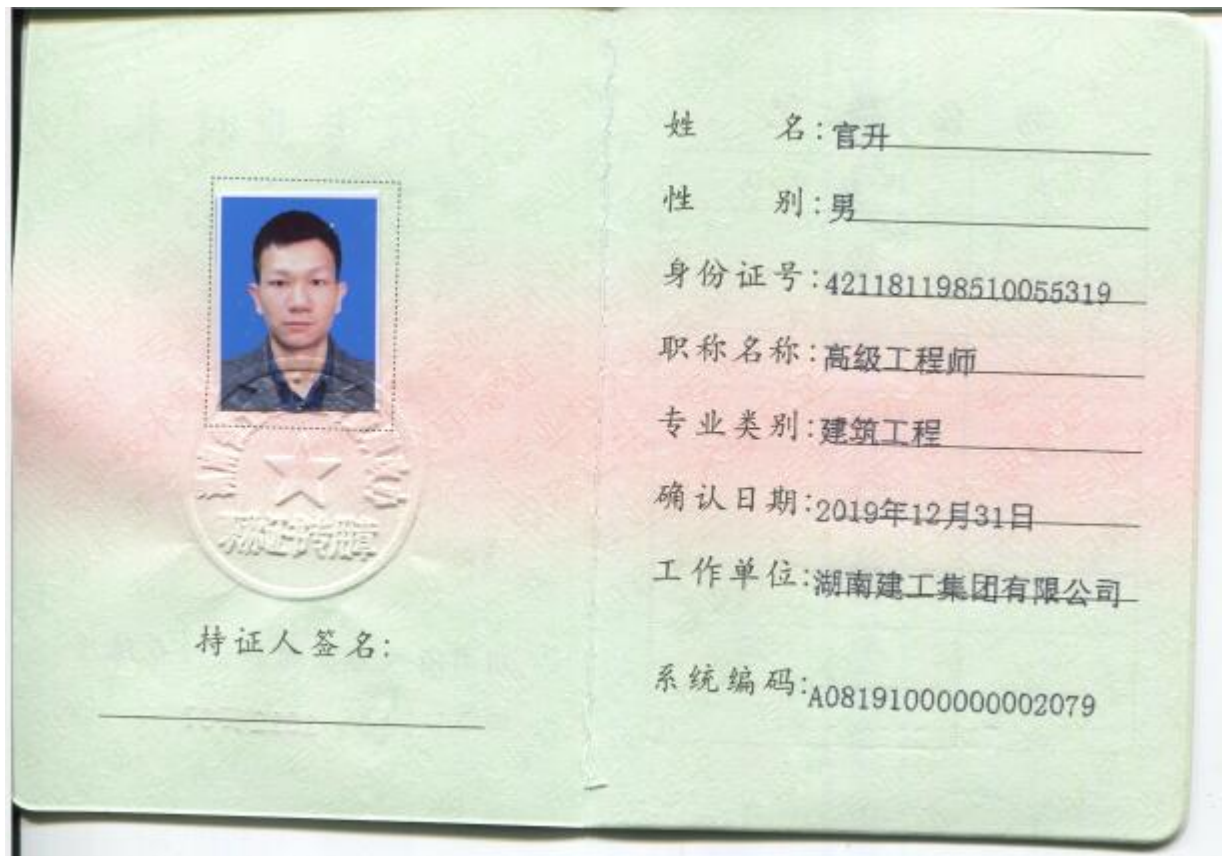 持证人签名:
姓 名:官升
性 别:男
身份证号:421181198510055319
职称名称:高级工程师
专业类别:建筑工程
确认日期:2019年12月31日
工作单位:湖南建工集团有限公司
系统编码:A08191000000002079